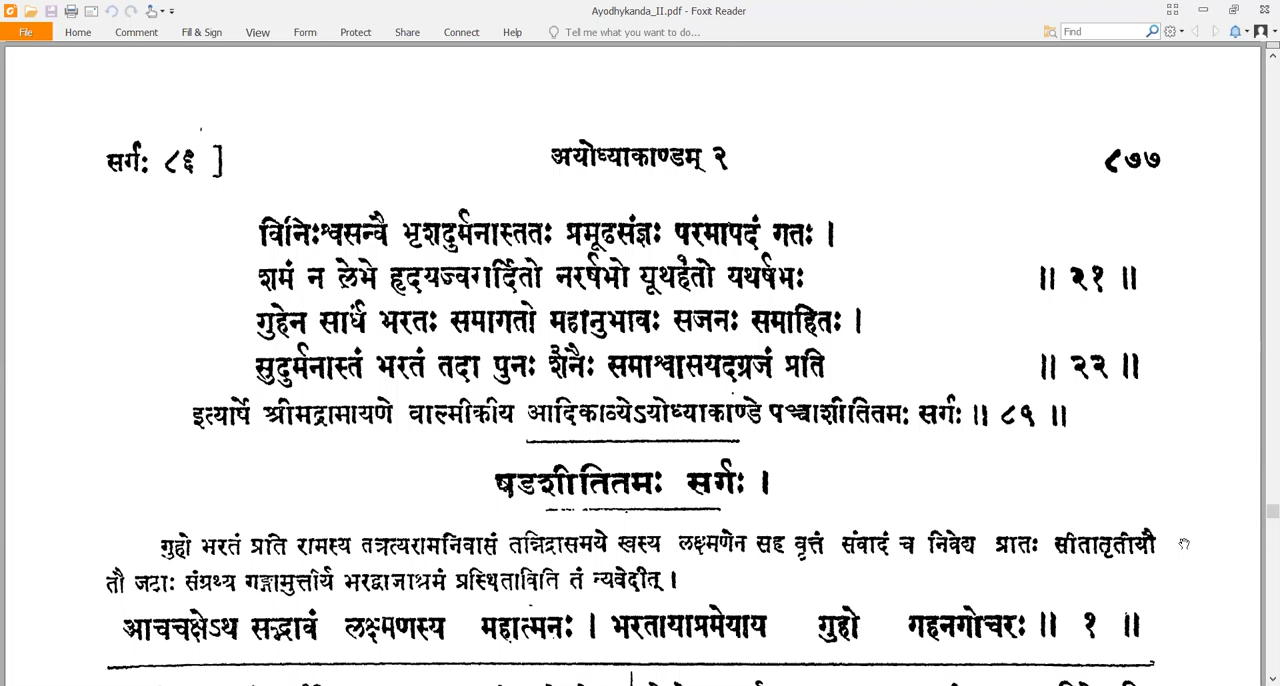 Ayodhykanda_II.pdf - Foxit Reader
File Home Comment Fill & Sign View Form Protect Share Connect Help Tell me what you want to do... Find
सर्गः ८६ ] अयोध्याकाण्डम् २ ८७७
विनिःश्वसन्वै भृशदुर्मनास्ततः प्रमूढसंज्ञः परमापदं गतः ।
शमं न लेभे हृदयज्वरार्दितो नरर्षभो यूथहतो यथर्षभः ॥ २१ ॥
गुहेन सार्धं भरतः समागतो महानुभावः सजनः समाहितः ।
सुदुर्मनास्तं भरतं तदा पुनः शनैः समाश्वासयदग्रजं प्रति ॥ २२ ॥
इत्यार्षे श्रीमद्रामायणे वाल्मीकीय आदिकाव्येऽयोध्याकाण्डे पञ्चाशीतितमः सर्गः ॥ ८५ ॥
षडशीतितमः सर्गः ।
गुहो भरतं प्रति रामस्य तत्रत्यरामनिवासं तन्निद्रासमये स्वस्य लक्ष्मणेन सह वृत्तं संवादं च निवेद्य प्रातः सीतातृतीयौ
तौ जटाः संग्रथ्य गङ्गामुत्तार्य भरद्वाजाश्रमं प्रस्थिताविति तं न्यवेदीत् ।
आचचक्षेऽथ सद्भावं लक्ष्मणस्य महात्मनः । भरतायाप्रमेयाय गुहो गहनगोचरः ॥ १ ॥